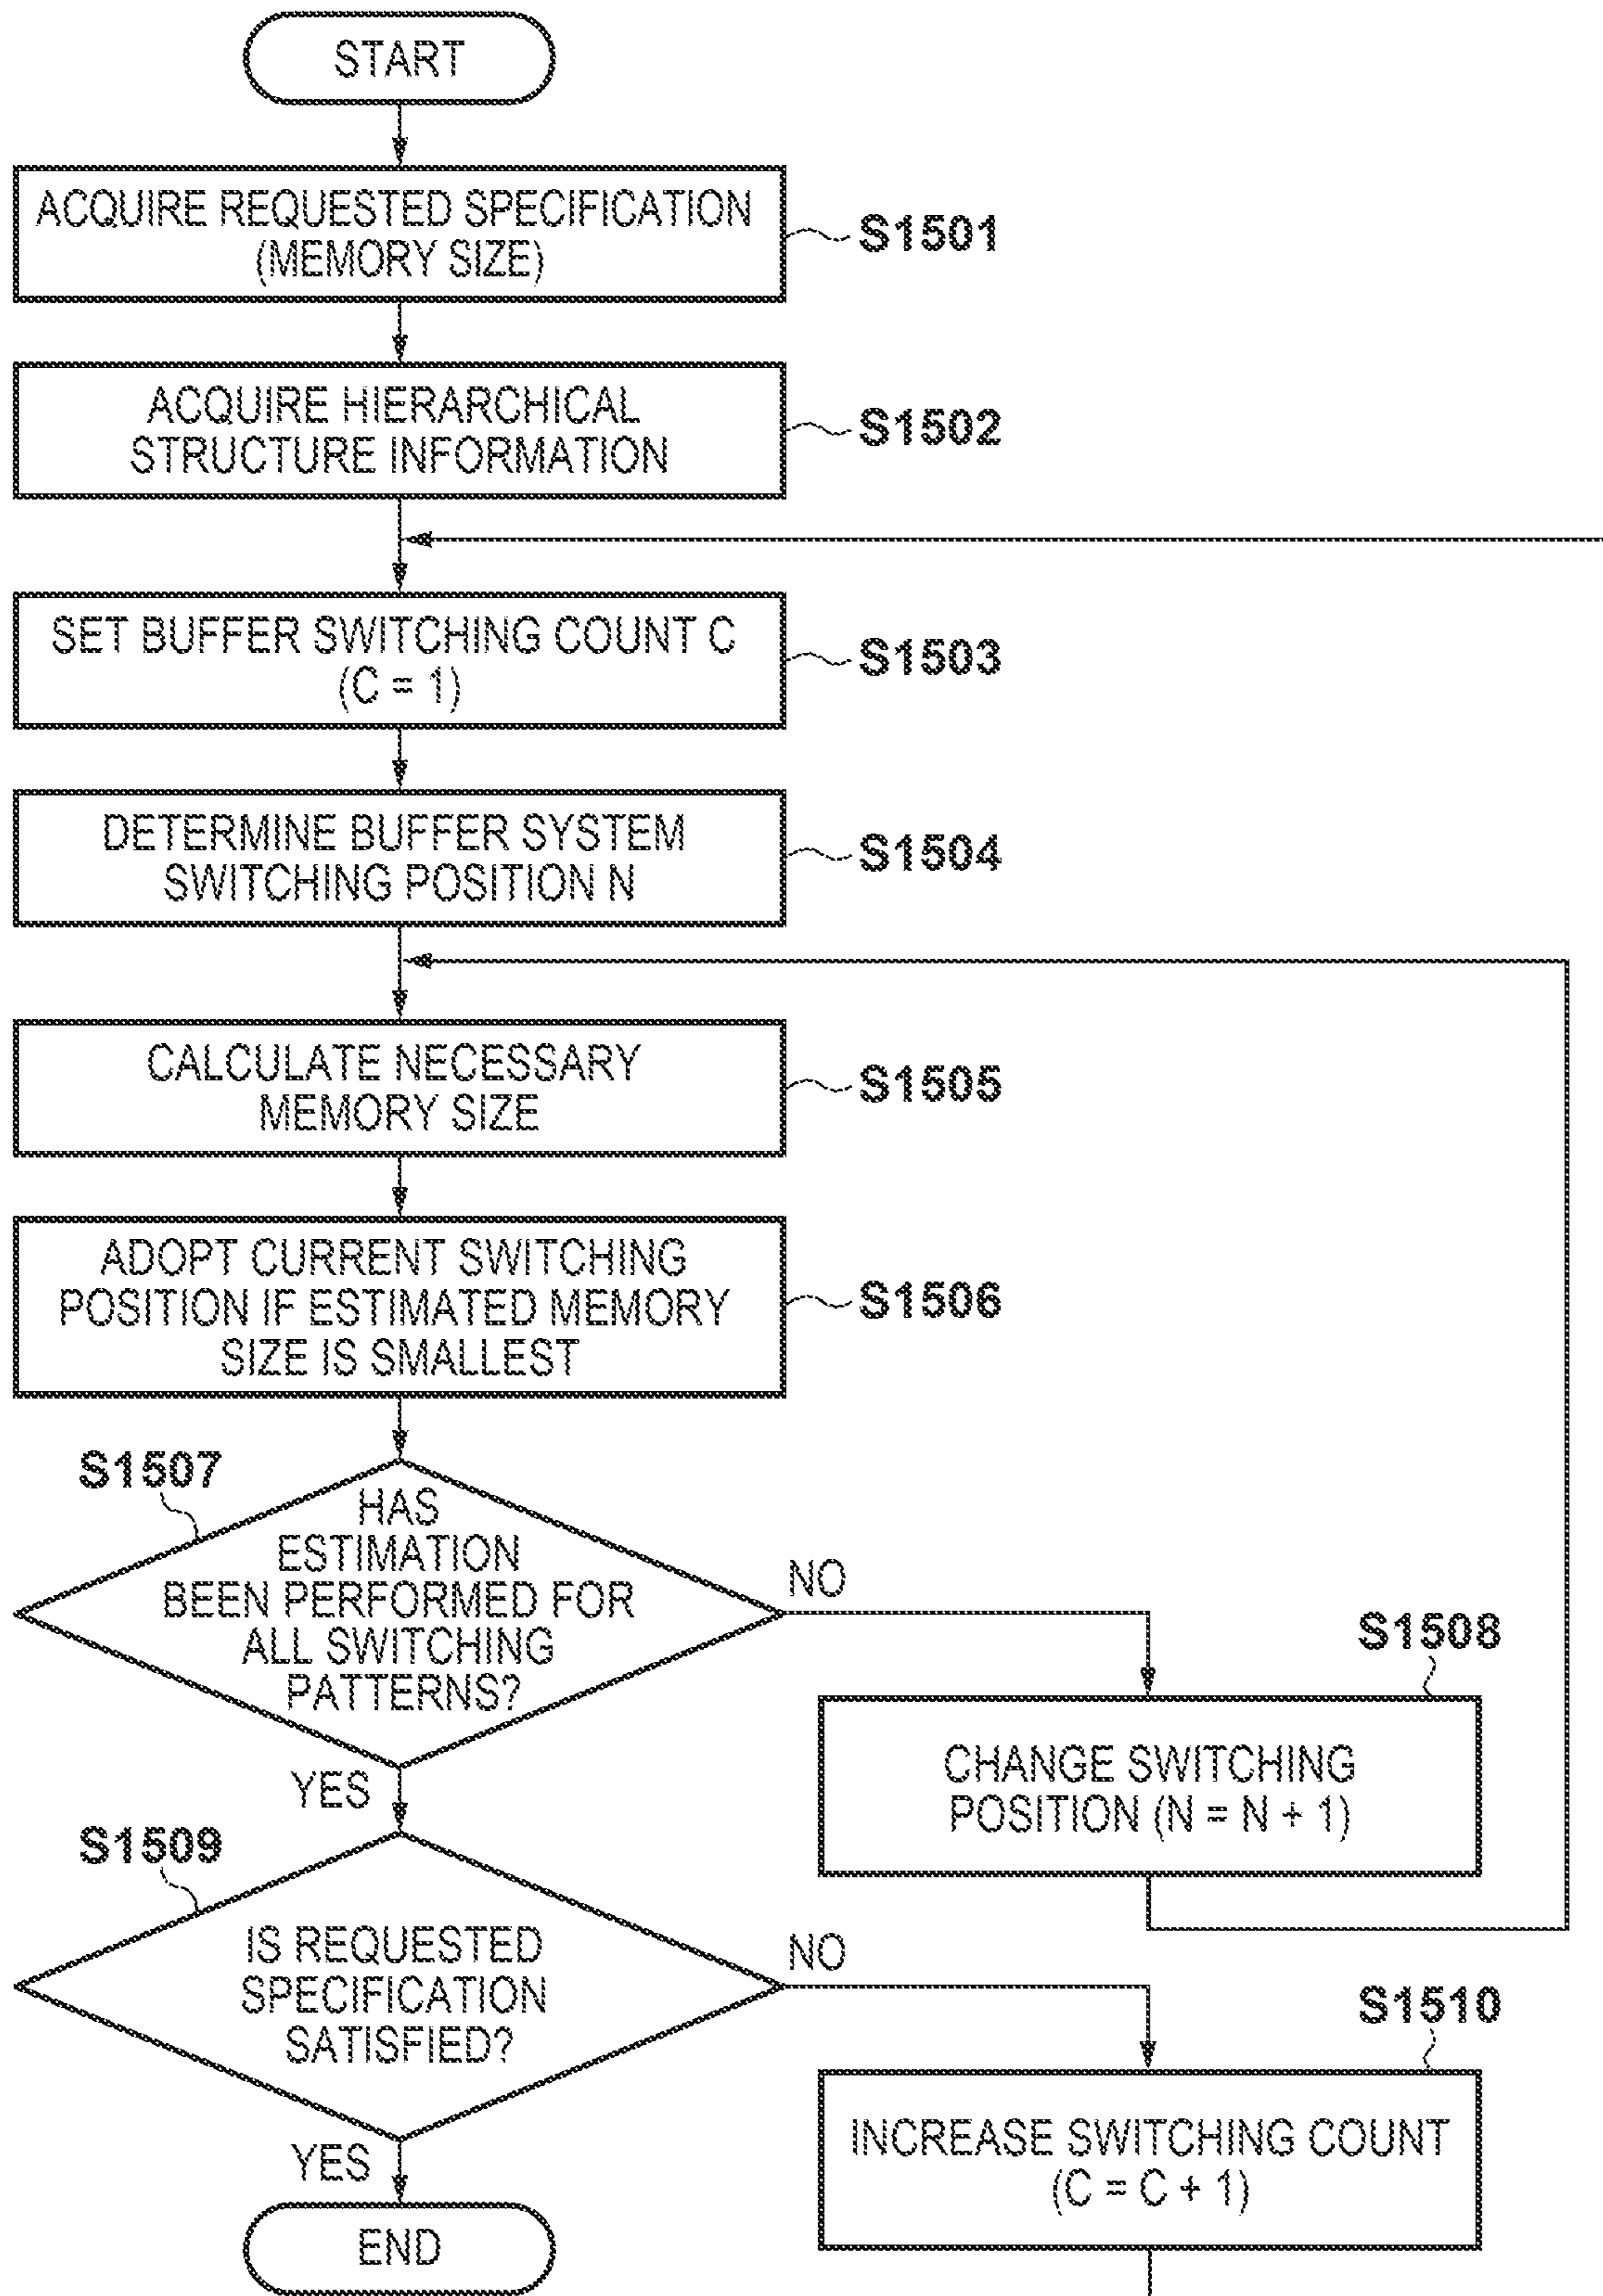 START
ACQUIRE REQUESTED SPECIFICATION
(MEMORY SIZE)
S1501
ACQUIRE HIERARCHICAL
STRUCTURE INFORMATION
S1502
SET BUFFER SWITCHING COUNT C
(C = 1)
S1503
DETERMINE BUFFER SYSTEM
SWITCHING POSITION N
S1504
CALCULATE NECESSARY
MEMORY SIZE
S1505
ADOPT CURRENT SWITCHING
POSITION IF ESTIMATED MEMORY
SIZE IS SMALLEST
S1506
S1507
HAS
ESTIMATION
BEEN PERFORMED FOR
ALL SWITCHING
PATTERNS?
NO
YES
S1508
CHANGE SWITCHING
POSITION (N = N + 1)
S1509
IS REQUESTED
SPECIFICATION
SATISFIED?
NO
YES
S1510
INCREASE SWITCHING COUNT
(C = C + 1)
END